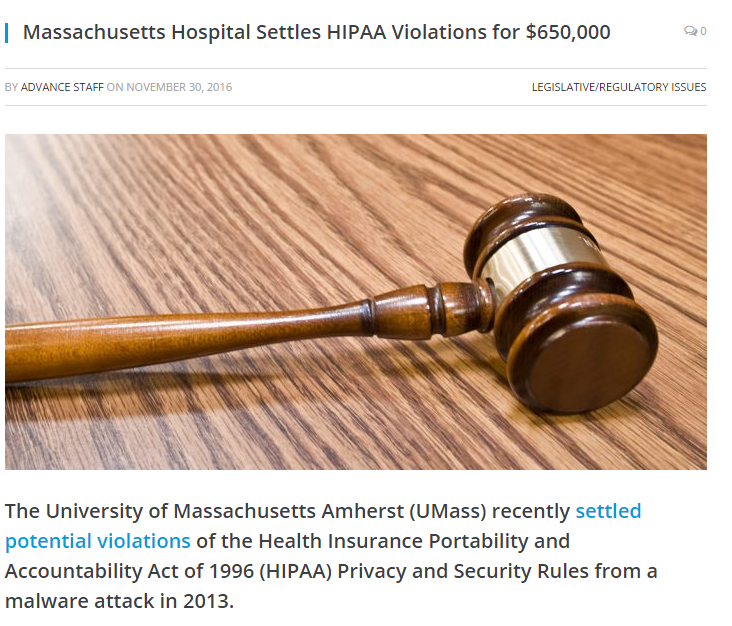 Massachusetts Hospital Settles HIPAA Violations for $650,000
0
BY ADVANCE STAFF ON NOVEMBER 30, 2016
LEGISLATIVE/REGULATORY ISSUES
The University of Massachusetts Amherst (UMass) recently settled
potential violations of the Health Insurance Portability and
Accountability Act of 1996 (HIPAA) Privacy and Security Rules from a
malware attack in 2013.